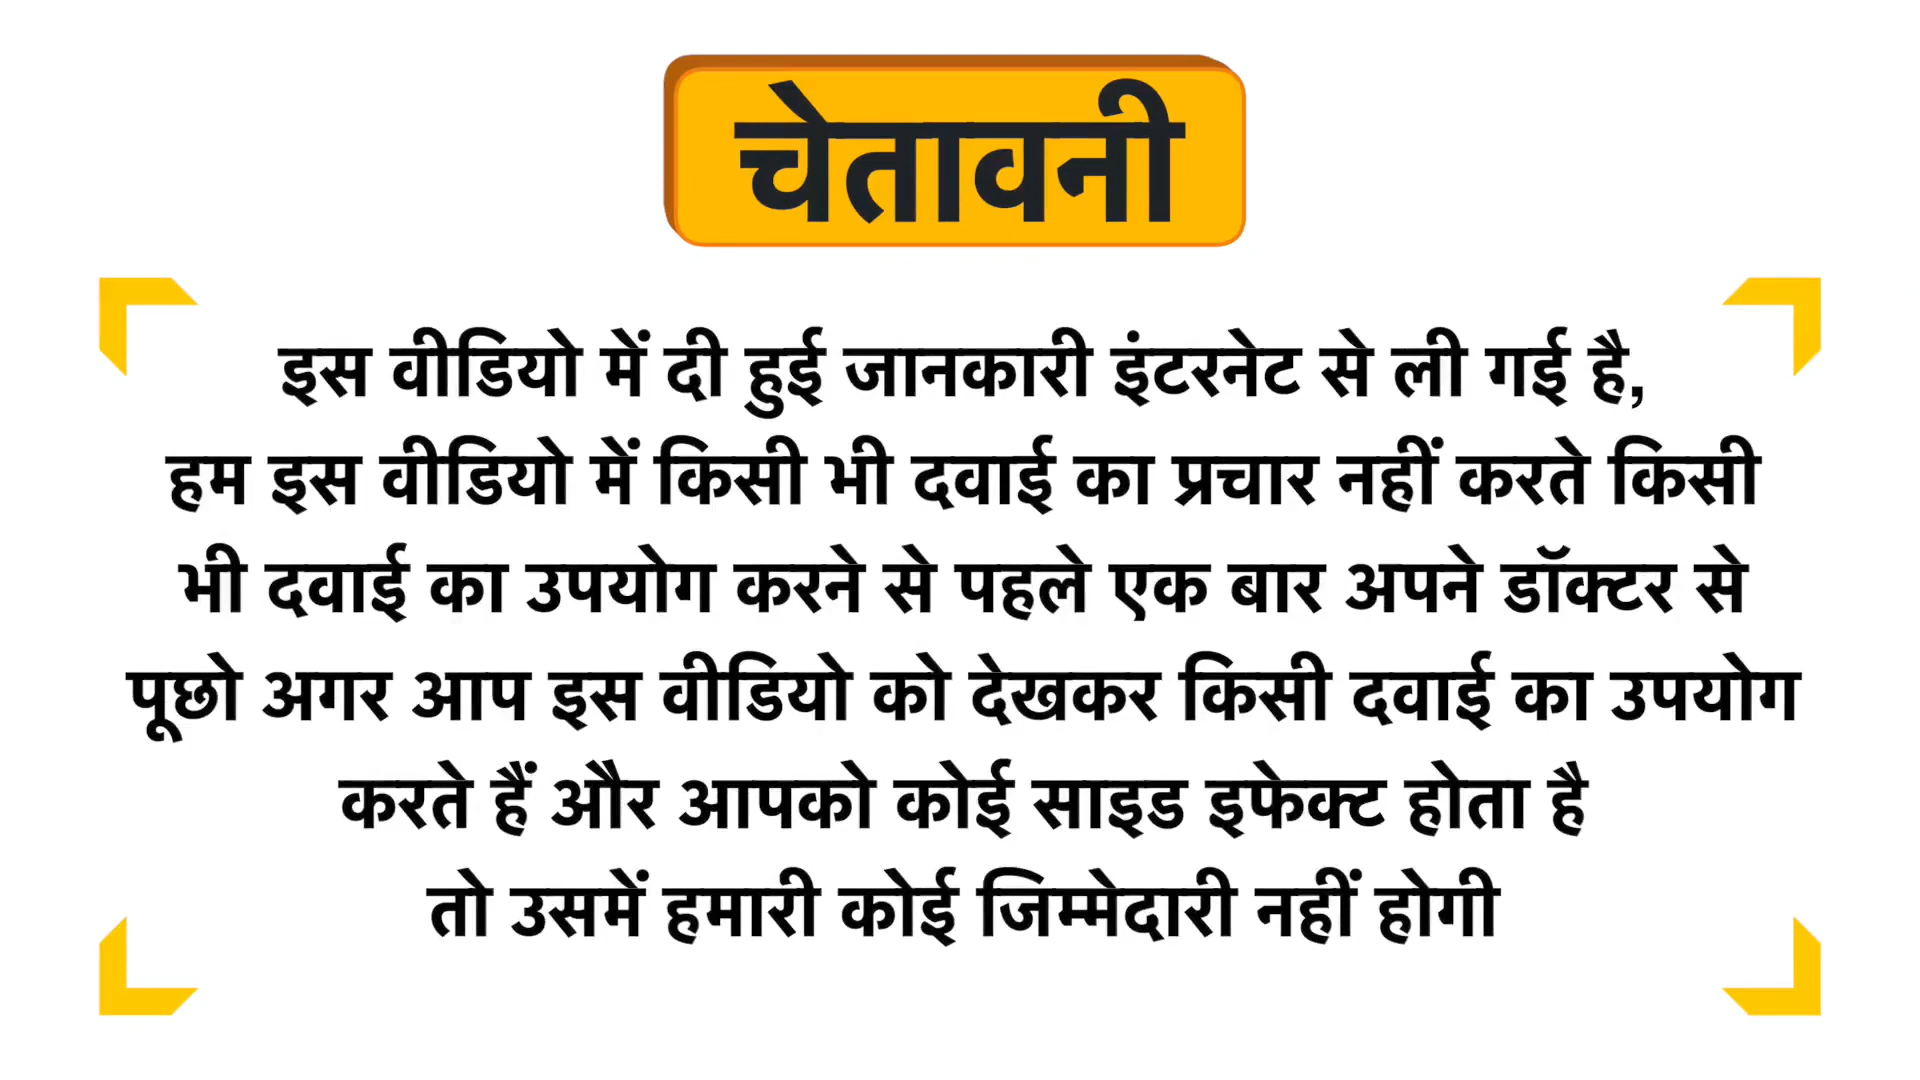 चेतावनी
इस वीडियो में दी हुई जानकारी इंटरनेट से ली गई है,
हम इस वीडियो में किसी भी दवाई का प्रचार नहीं करते किसी
भी दवाई का उपयोग करने से पहले एक बार अपने डॉक्टर से
पूछो अगर आप इस वीडियो को देखकर किसी दवाई का उपयोग
करते हैं और आपको कोई साइड इफेक्ट होता है
तो उसमें हमारी कोई जिम्मेदारी नहीं होगी